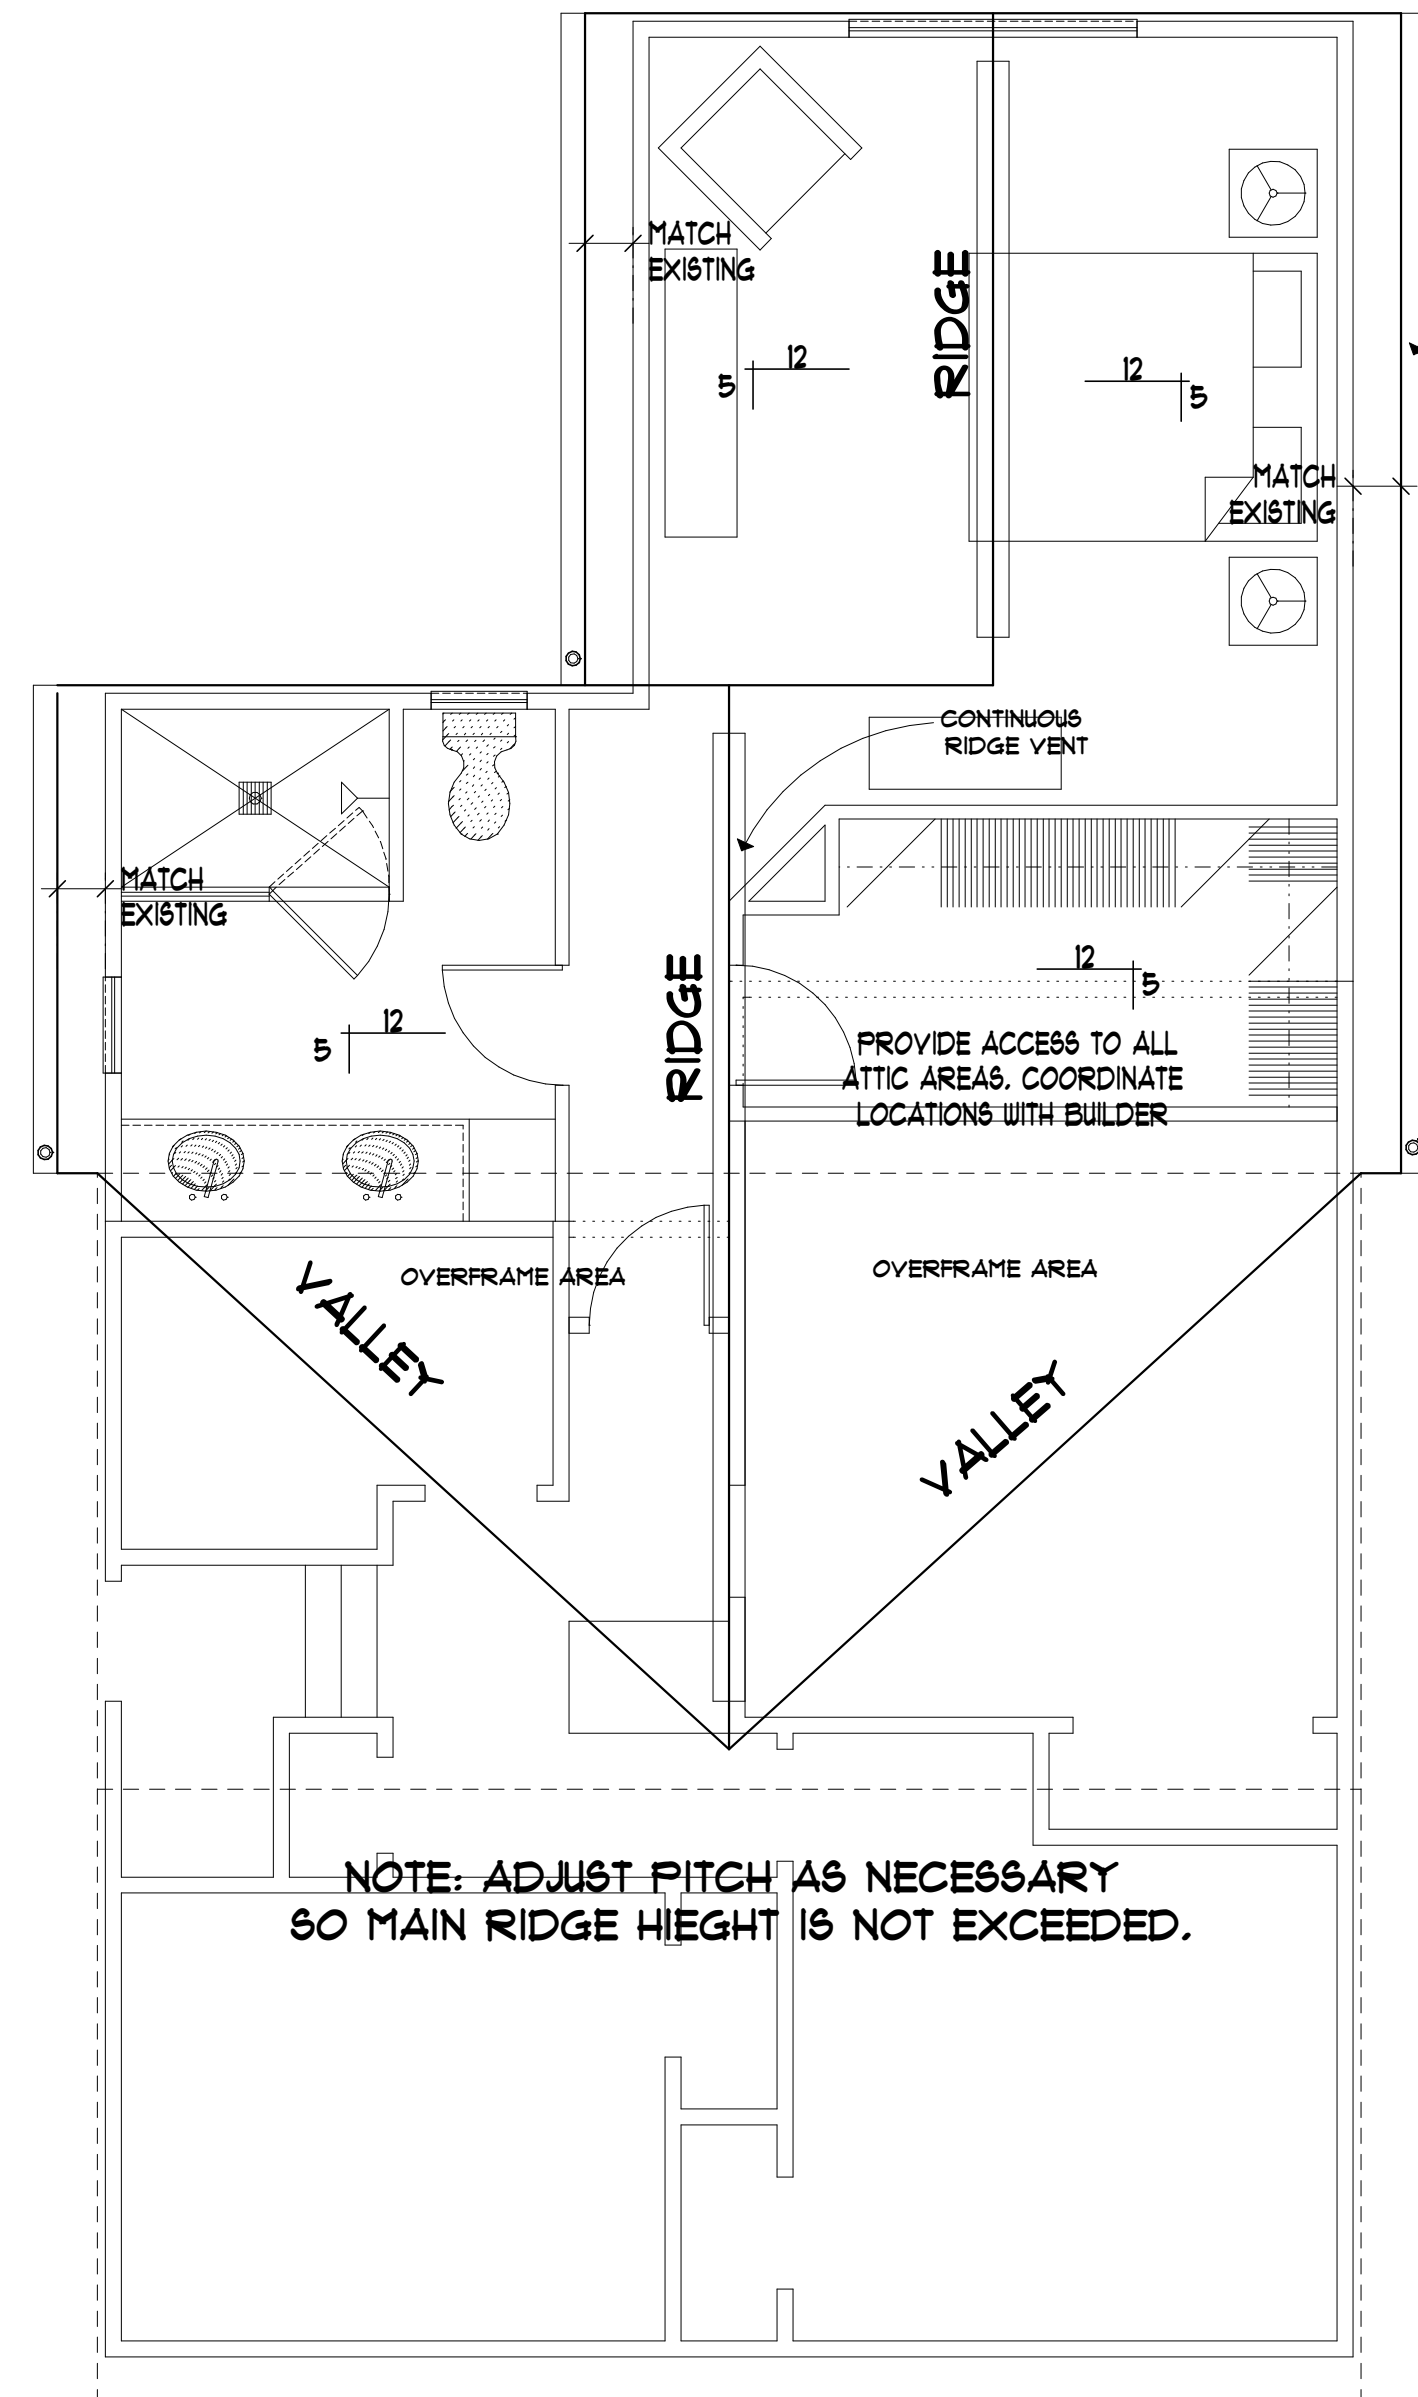 MATCH
EXISTING
RIDGE
12
5
12
5
MATCH
EXISTING
CONTINUOUS
RIDGE VENT
MATCH
EXISTING
RIDGE
12
5
12
5
PROVIDE ACCESS TO ALL
ATTIC AREAS. COORDINATE
LOCATIONS WITH BUILDER
OVERFRAME AREA
OVERFRAME AREA
VALLEY
VALLEY
NOTE: ADJUST PITCH AS NECESSARY
SO MAIN RIDGE HIEGHT IS NOT EXCEEDED.